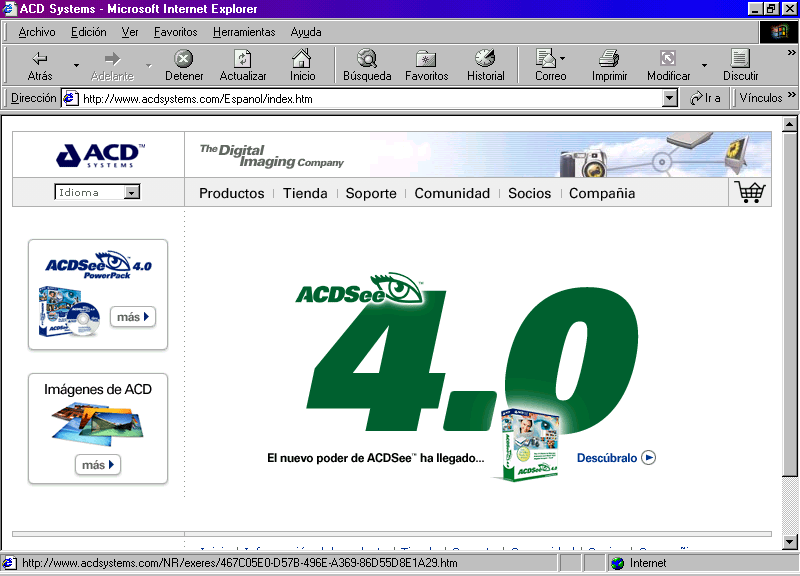 ACD Systems - Microsoft Internet Explorer
Archivo Edición Ver Favoritos Herramientas Ayuda
Atrás Adelante Detener Actualizar Inicio Búsqueda Favoritos Historial Correo Imprimir Modificar Discutir
Dirección http://www.acdsystems.com/Espanol/index.htm Ir a Vínculos
ACD™
SYSTEMS
The Digital
Imaging Company
Idioma
Productos Tienda Soporte Comunidad Socios Compañia
ACDSee 4.0
PowerPack
más
Imágenes de ACD
más
ACDSee™
4.0
El nuevo poder de ACDSee™ ha llegado...
ACDSee 4.0
Descúbralo
http://www.acdsystems.com/NR/exeres/467C05E0-D57B-496E-A369-86D55D8E1A29.htm Internet